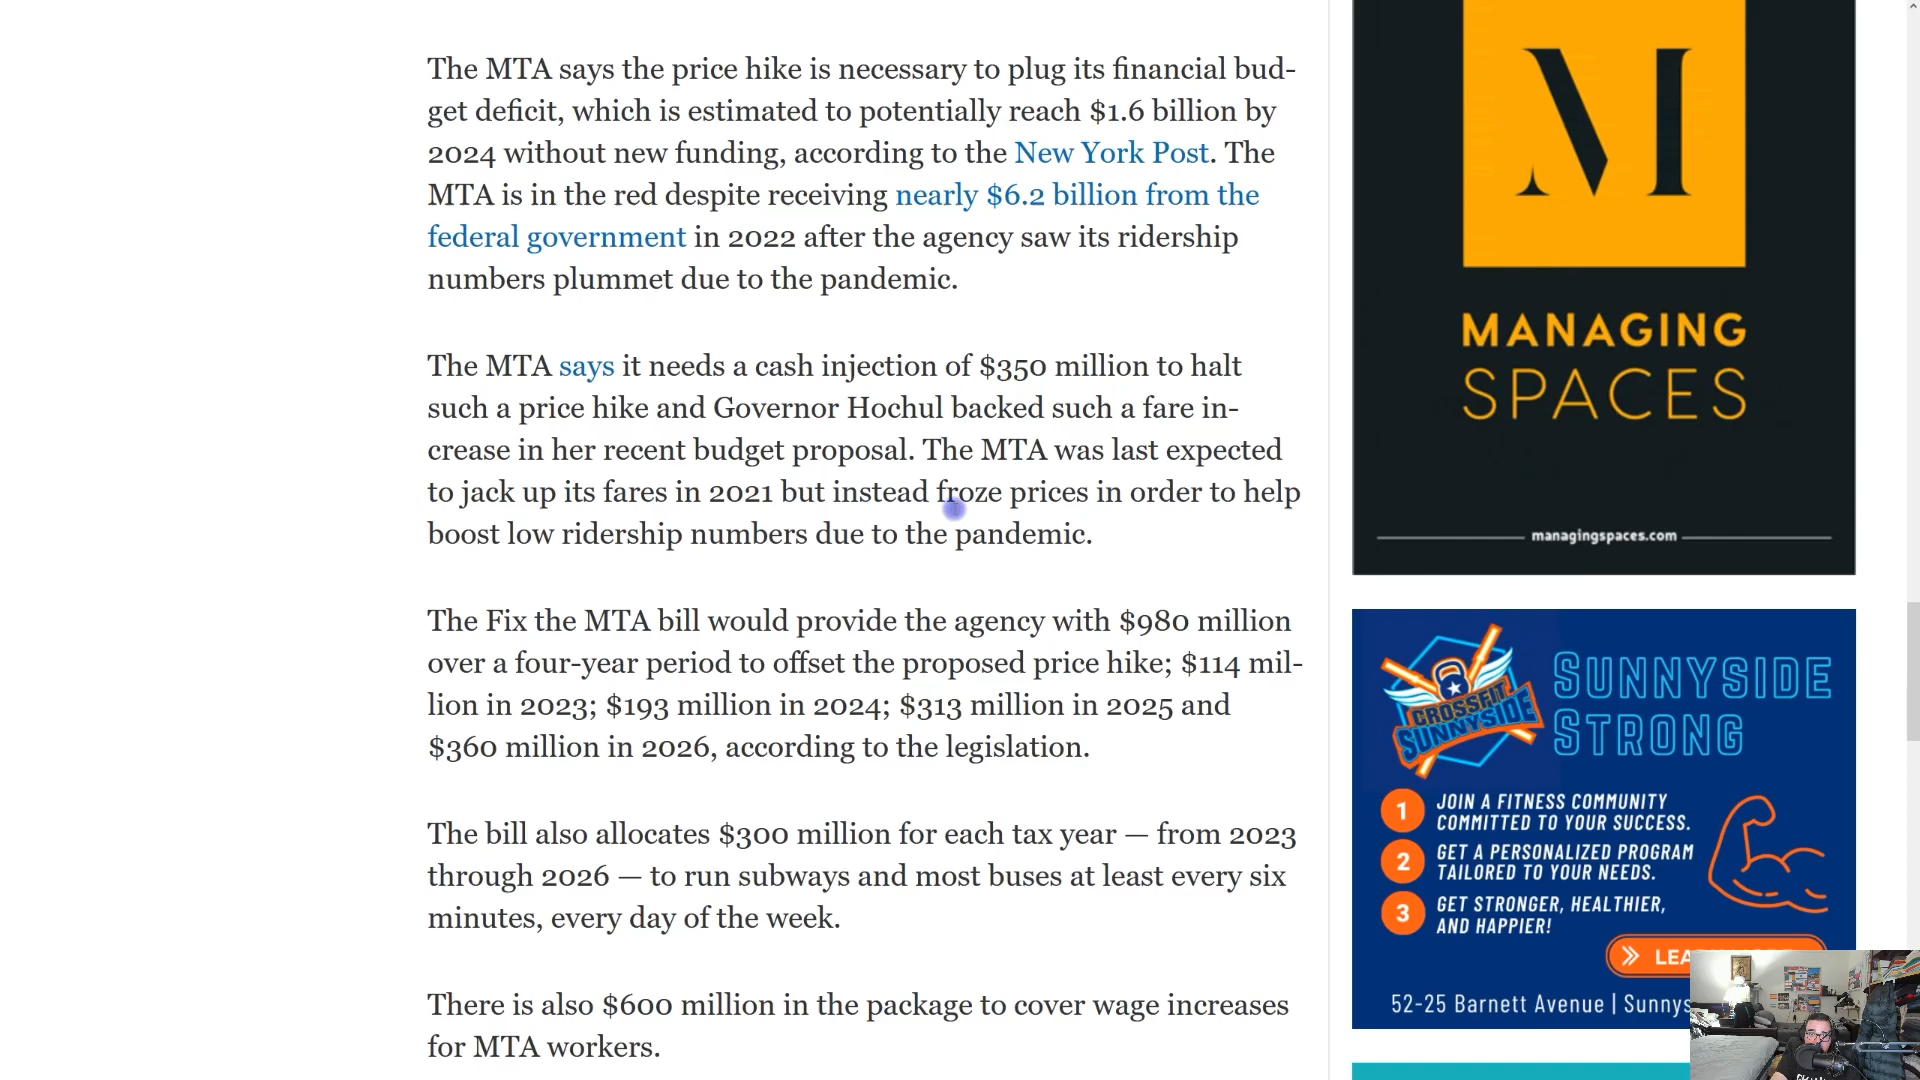 The MTA says the price hike is necessary to plug its financial bud-
get deficit, which is estimated to potentially reach $1.6 billion by
2024 without new funding, according to the New York Post. The
MTA is in the red despite receiving nearly $6.2 billion from the
federal government in 2022 after the agency saw its ridership
numbers plummet due to the pandemic.
The MTA says it needs a cash injection of $350 million to halt
such a price hike and Governor Hochul backed such a fare in-
crease in her recent budget proposal. The MTA was last expected
to jack up its fares in 2021 but instead froze prices in order to help
boost low ridership numbers due to the pandemic.
The Fix the MTA bill would provide the agency with $980 million
over a four-year period to offset the proposed price hike; $114 mil-
lion in 2023; $193 million in 2024; $313 million in 2025 and
$360 million in 2026, according to the legislation.
The bill also allocates $300 million for each tax year — from 2023
through 2026 — to run subways and most buses at least every six
minutes, every day of the week.
There is also $600 million in the package to cover wage increases
for MTA workers.
M
MANAGING
SPACES
managingspaces.com
CROSSFIT
SUNNYSIDE
SUNNYSIDE
STRONG
1 JOIN A FITNESS COMMUNITY
COMMITTED TO YOUR SUCCESS.
2 GET A PERSONALIZED PROGRAM
TAILORED TO YOUR NEEDS.
3 GET STRONGER, HEALTHIER,
AND HAPPIER!
52-25 Barnett Avenue | Sunnys